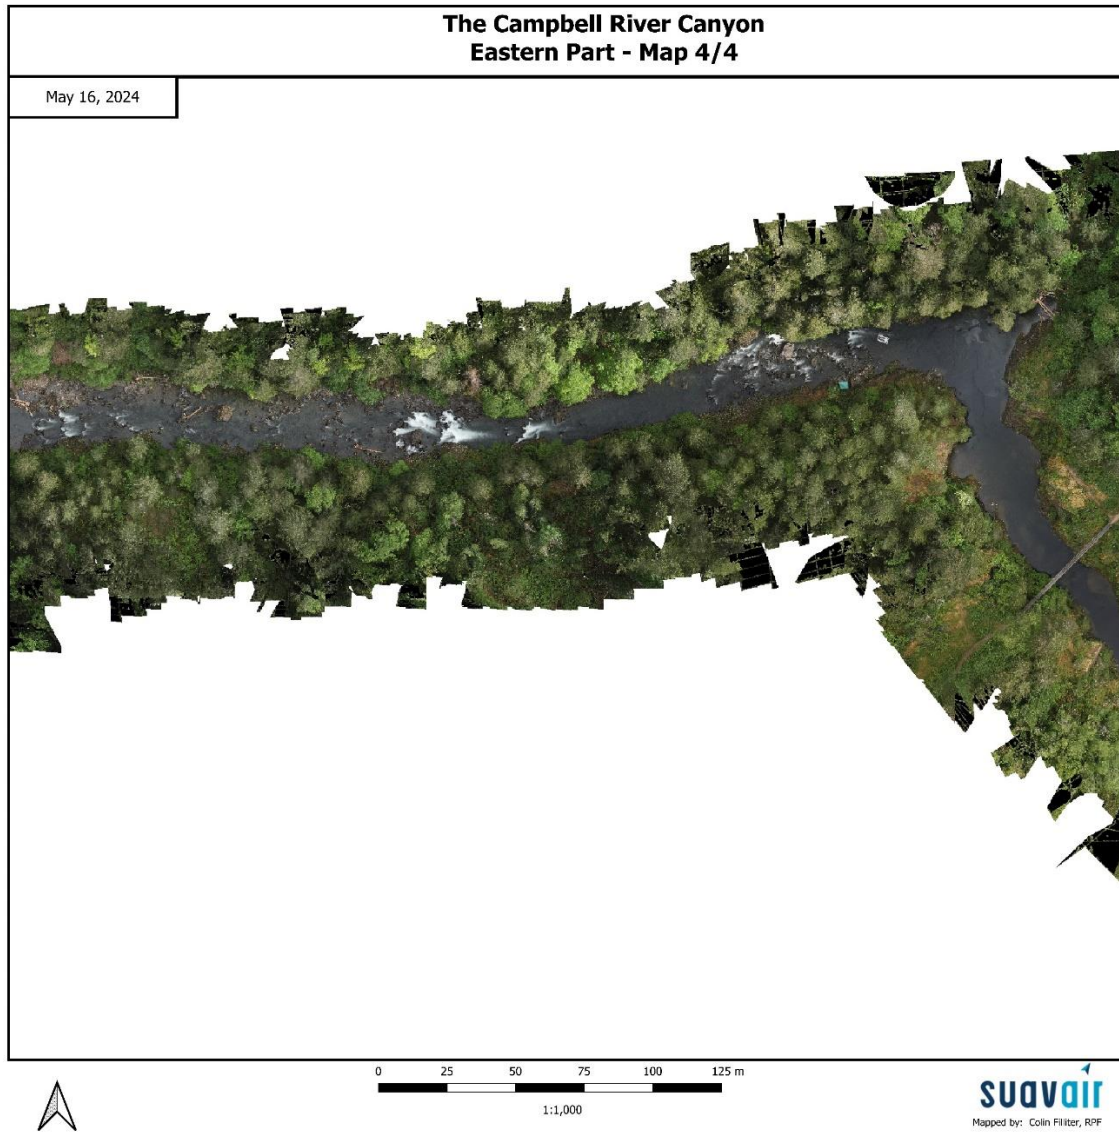 The Campbell River Canyon
Eastern Part - Map 4/4
May 16, 2024
0 25 50 75 100 125 m
1:1,000
suavair
Mapped by: Colin Filliter, RPF